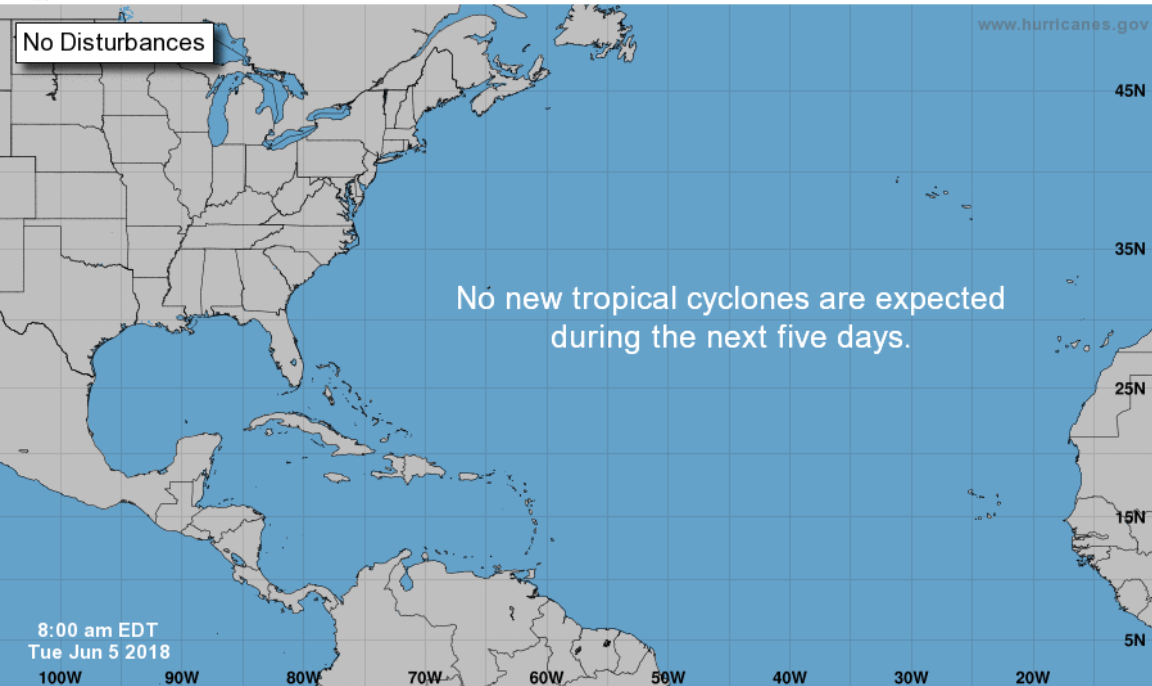 No Disturbances
www.hurricanes.gov
45N
35N
No new tropical cyclones are expected
during the next five days.
25N
15N
8:00 am EDT
Tue Jun 5 2018
5N
100W 90W 80W 70W 60W 50W 40W 30W 20W